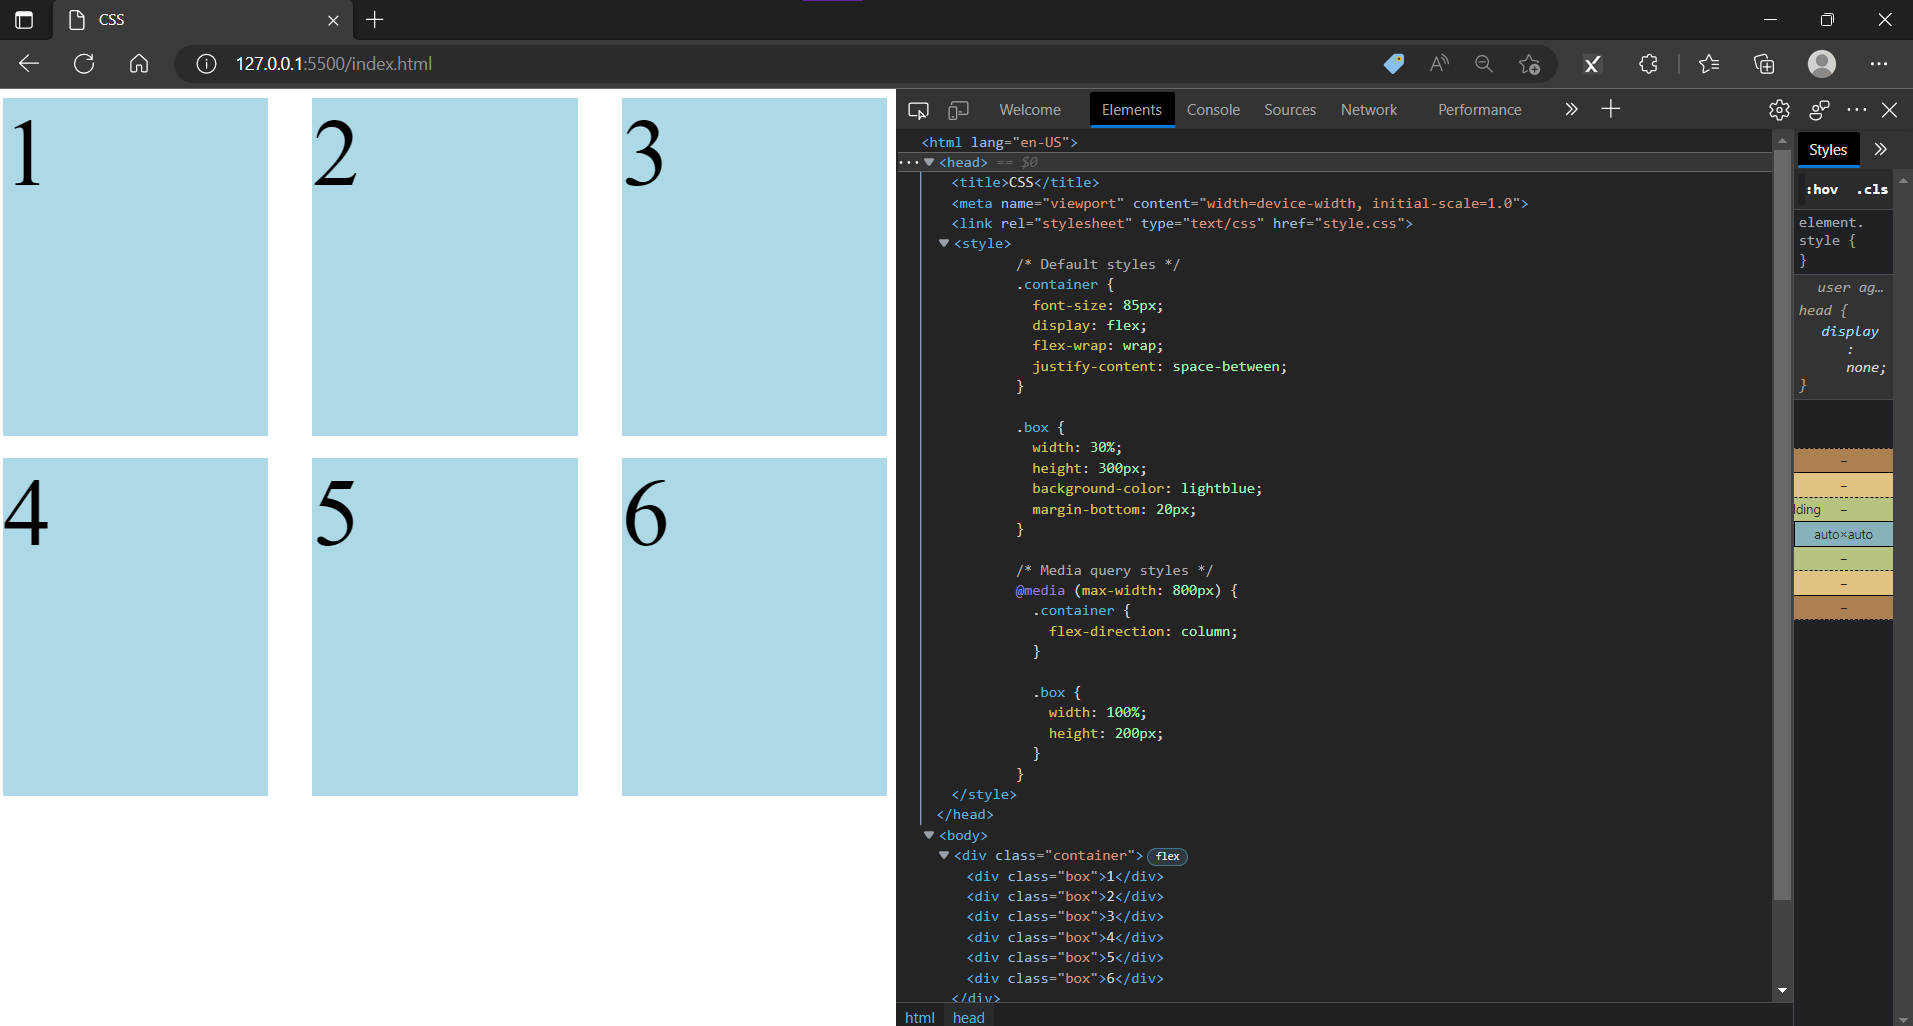 CSS
127.0.0.1:5500/index.html
1 2 3
4 5 6
Welcome Elements Console Sources Network Performance
<html lang="en-US">
<head> == $0
<title>CSS</title>
<meta name="viewport" content="width=device-width, initial-scale=1.0">
<link rel="stylesheet" type="text/css" href="style.css">
<style>
/* Default styles */
.container {
font-size: 85px;
display: flex;
flex-wrap: wrap;
justify-content: space-between;
}
.box {
width: 30%;
height: 300px;
background-color: lightblue;
margin-bottom: 20px;
}
/* Media query styles */
@media (max-width: 800px) {
.container {
flex-direction: column;
}
.box {
width: 100%;
height: 200px;
}
}
</style>
</head>
<body>
<div class="container"> flex
<div class="box">1</div>
<div class="box">2</div>
<div class="box">3</div>
<div class="box">4</div>
<div class="box">5</div>
<div class="box">6</div>
</div>
html head
Styles
:hov .cls
element.
style {
}
user ag…
head {
display
:
none;
}
-
-
lding -
auto×auto
-
-
-